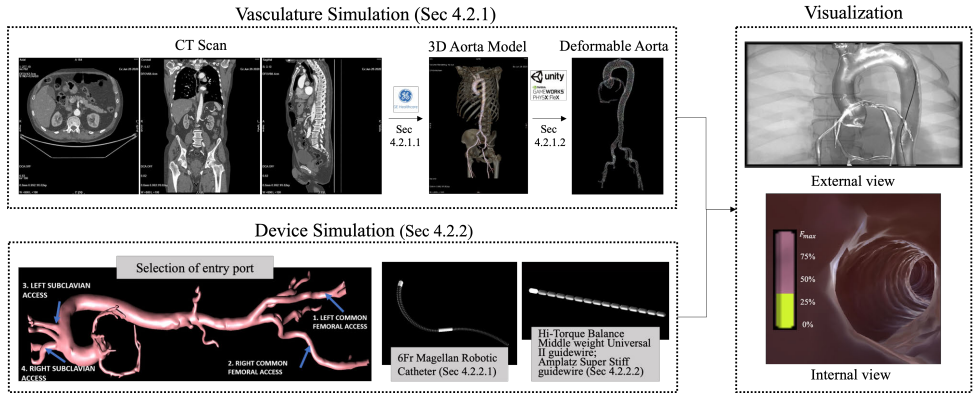 Vasculature Simulation (Sec 4.2.1)
CT Scan
3D Aorta Model
Deformable Aorta
GE Healthcare
Sec
4.2.1.1
unity
GAMEWORKS
PHYSX FleX
Sec
4.2.1.2
Device Simulation (Sec 4.2.2)
Selection of entry port
3. LEFT SUBCLAVIAN
ACCESS
1. LEFT COMMON
FEMORAL ACCESS
2. RIGHT COMMON
FEMORAL ACCESS
4. RIGHT SUBCLAVIAN
ACCESS
6Fr Magellan Robotic
Catheter (Sec 4.2.2.1)
Hi-Torque Balance
Middle weight Universal
II guidewire;
Amplatz Super Stiff
guidewire (Sec 4.2.2.2)
Visualization
External view
Fmax
75%
50%
25%
0%
Internal view